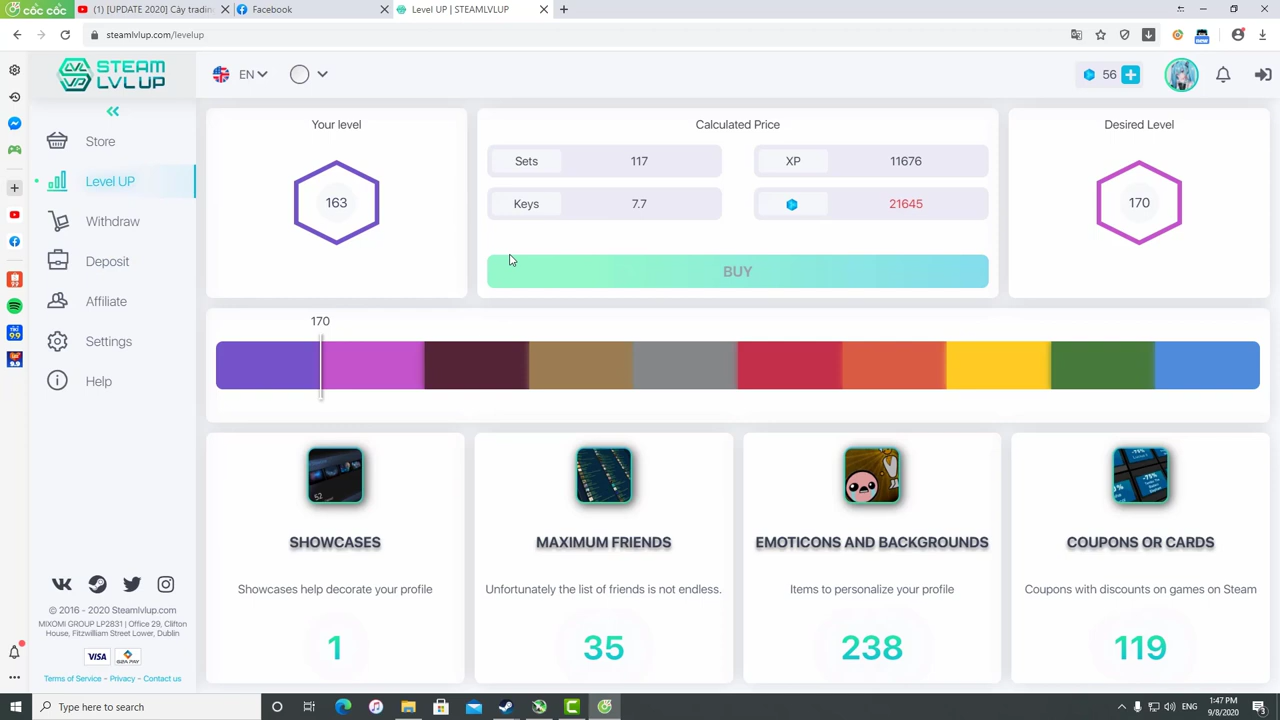 cốc cốc
(1) [UPDATE 2020] Cày trading
Facebook
Level UP | STEAMLVLUP
steamlvlup.com/levelup
STEAM
LVL UP
EN
56
Store
Level UP
Withdraw
Deposit
Affiliate
Settings
Help
Your level
163
Calculated Price
Sets
117
XP
11676
Keys
7.7
21645
BUY
Desired Level
170
170
SHOWCASES
Showcases help decorate your profile
1
MAXIMUM FRIENDS
Unfortunately the list of friends is not endless.
35
EMOTICONS AND BACKGROUNDS
Items to personalize your profile
238
COUPONS OR CARDS
Coupons with discounts on games on Steam
119
© 2016 - 2020 Steamlvlup.com
MIXOMI GROUP LP2831 | Office 29, Clifton
House, Fitzwilliam Street Lower, Dublin
VISA
G2A PAY
Terms of Service - Privacy - Contact us
Type here to search
ENG
1:47 PM
9/8/2020